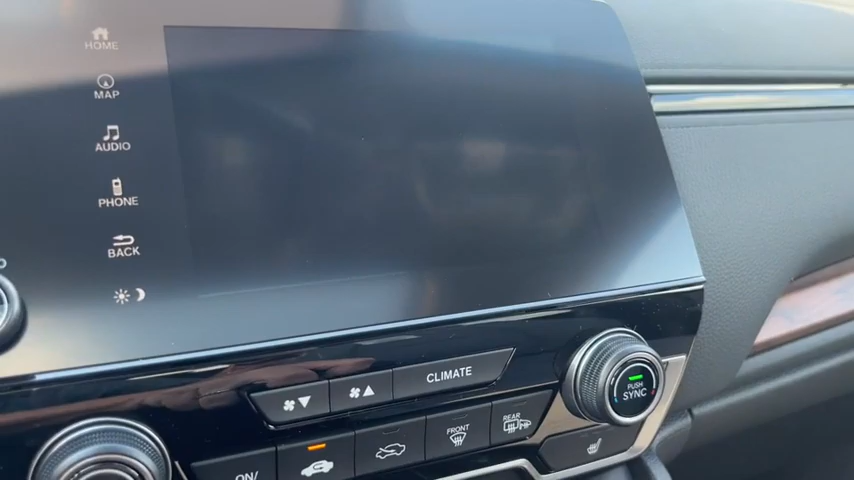 HOME
MAP
AUDIO
PHONE
BACK
CLIMATE
PUSH
SYNC
ON/
FRONT
REAR